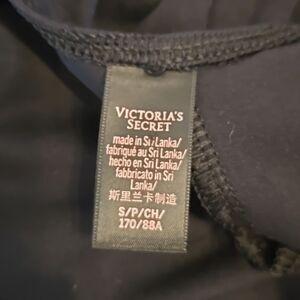 VICTORIA'S
SECRET
made in Sri Lanka/
fabriqué au Sri Lanka/
hecho en Sri Lanka/
fabbricato in Sri
Lanka/
斯里兰卡制造
S/P/CH/
170/88A